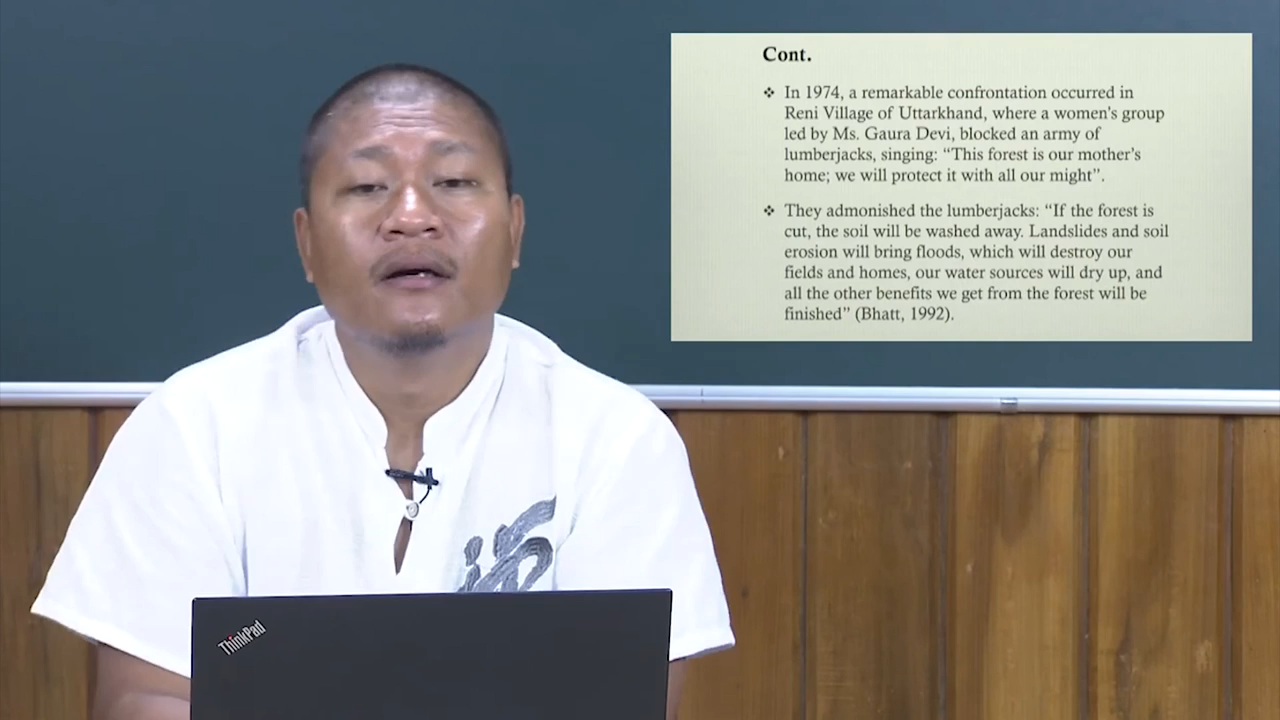 Cont.
❖ In 1974, a remarkable confrontation occurred in
Reni Village of Uttarkhand, where a women's group
led by Ms. Gaura Devi, blocked an army of
lumberjacks, singing: “This forest is our mother's
home; we will protect it with all our might”.
❖ They admonished the lumberjacks: “If the forest is
cut, the soil will be washed away. Landslides and soil
erosion will bring floods, which will destroy our
fields and homes, our water sources will dry up, and
all the other benefits we get from the forest will be
finished” (Bhatt, 1992).
ThinkPad